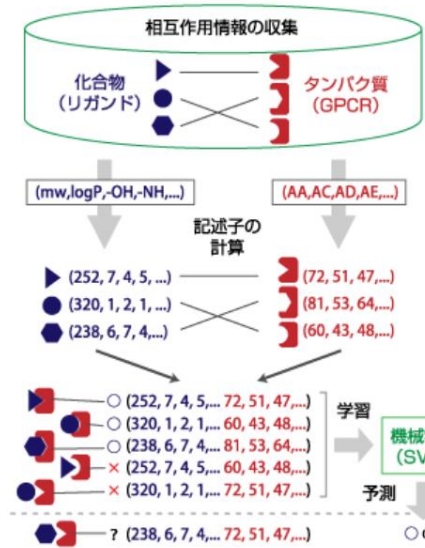 相互作用情報の収集
化合物
(リガンド)
タンパク質
(GPCR)
(mw,logP,-OH,-NH,...)
(AA,AC,AD,AE,...)
記述子の
計算
(252, 7, 4, 5, ...)
(72, 51, 47,...)
(320, 1, 2, 1, ...)
(81, 53, 64,...)
(238, 6, 7, 4, ...)
(60, 43, 48,...)
○ (252, 7, 4, 5,... 72, 51, 47,...)
○ (320, 1, 2, 1,... 60, 43, 48,...)
○ (238, 6, 7, 4,... 81, 53, 64,...)
× (252, 7, 4, 5,... 60, 43, 48,...)
× (320, 1, 2, 1,... 72, 51, 47,...)
学習
機械
(SV
予測
? (238, 6, 7, 4,... 72, 51, 47,...)
○